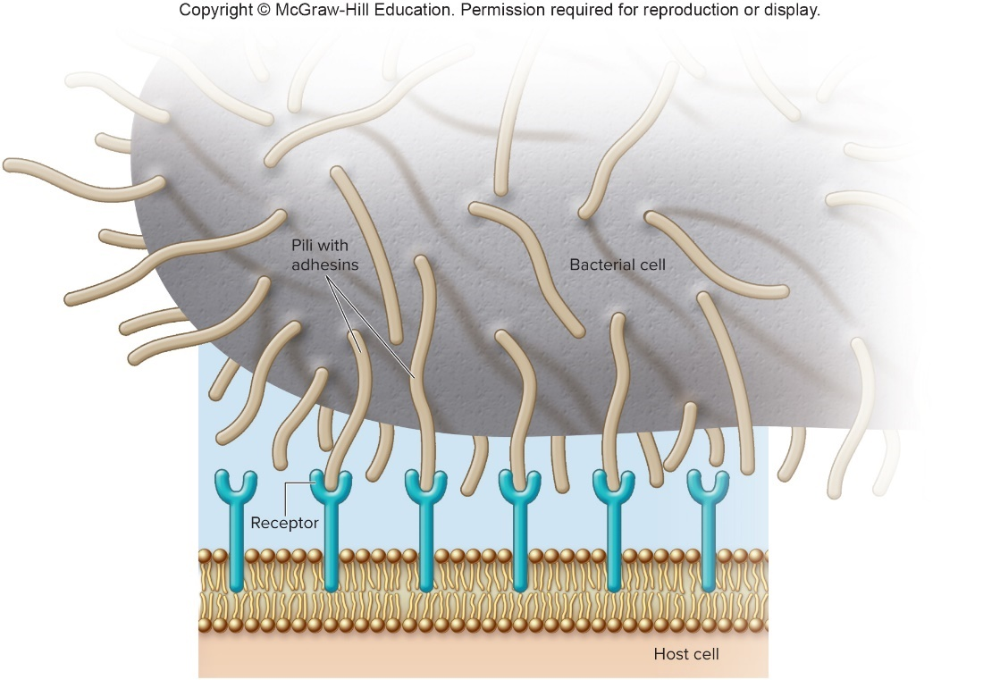 Copyright © McGraw-Hill Education. Permission required for reproduction or display.
Pili with
adhesins
Bacterial cell
Receptor
Host cell